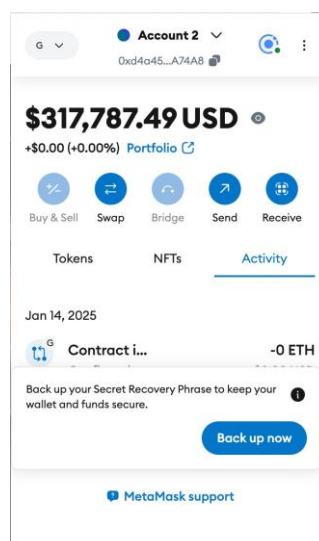 G
Account 2
0xd4a45...A74A8
$317,787.49 USD
+$0.00 (+0.00%) Portfolio
Buy & Sell Swap Bridge Send Receive
Tokens NFTs Activity
Jan 14, 2025
G
Contract i... -0 ETH
Back up your Secret Recovery Phrase to keep your
wallet and funds secure.
Back up now
MetaMask support